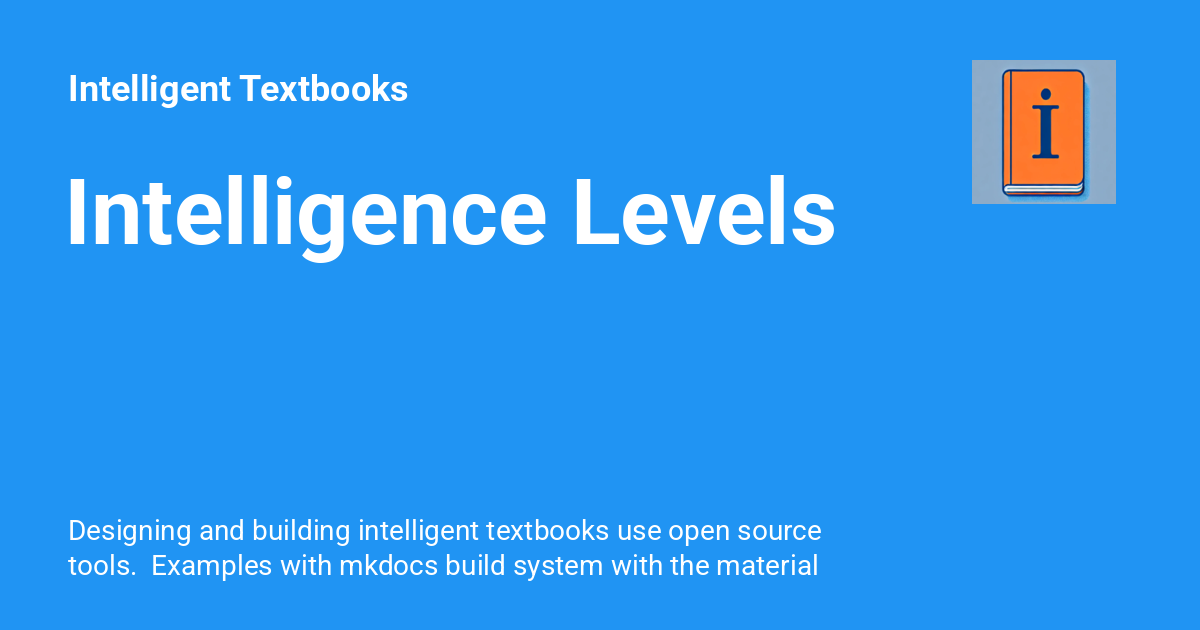 Intelligent Textbooks
i
Intelligence Levels
Designing and building intelligent textbooks use open source
tools.  Examples with mkdocs build system with the material